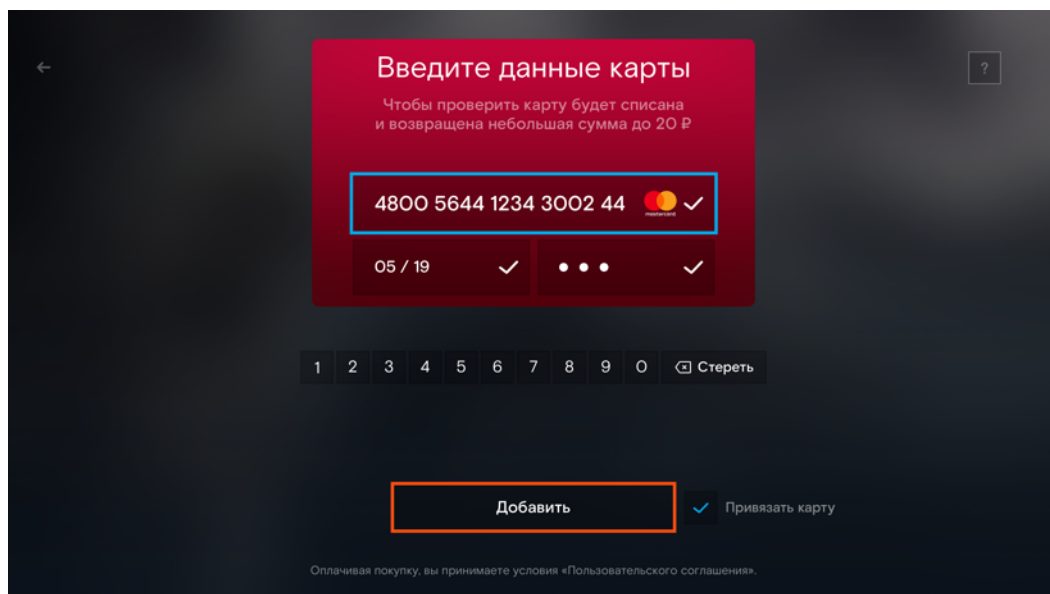 Введите данные карты
?
Чтобы проверить карту будет списана
и возвращена небольшая сумма до 20 ₽
4800 5644 1234 3002 44 mastercard
05 / 19
1 2 3 4 5 6 7 8 9 0 Стереть
Добавить
Привязать карту
Оплачивая покупку, вы принимаете условия «Пользовательского соглашения».